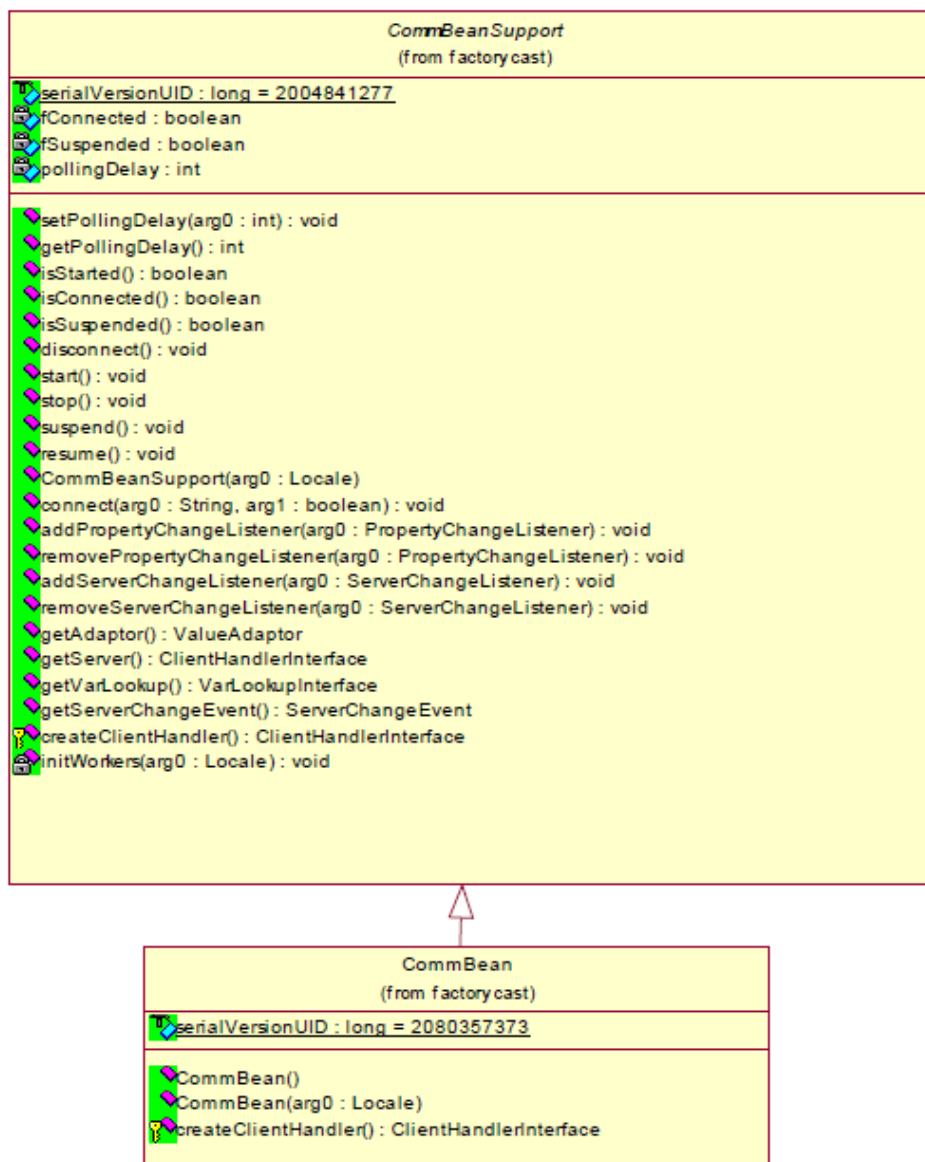 CommBeanSupport
(from factorycast)
serialVersionUID : long = 2004841277
fConnected : boolean
fSuspended : boolean
pollingDelay : int
setPollingDelay(arg0 : int) : void
getPollingDelay() : int
isStarted() : boolean
isConnected() : boolean
isSuspended() : boolean
disconnect() : void
start() : void
stop() : void
suspend() : void
resume() : void
CommBeanSupport(arg0 : Locale)
connect(arg0 : String, arg1 : boolean) : void
addPropertyChangeListener(arg0 : PropertyChangeListener) : void
removePropertyChangeListener(arg0 : PropertyChangeListener) : void
addServerChangeListener(arg0 : ServerChangeListener) : void
removeServerChangeListener(arg0 : ServerChangeListener) : void
getAdaptor() : ValueAdaptor
getServer() : ClientHandlerInterface
getVarLookup() : VarLookupInterface
getServerChangeEvent() : ServerChangeEvent
createClientHandler() : ClientHandlerInterface
initWorkers(arg0 : Locale) : void
CommBean
(from factorycast)
serialVersionUID : long = 2080357373
CommBean()
CommBean(arg0 : Locale)
createClientHandler() : ClientHandlerInterface